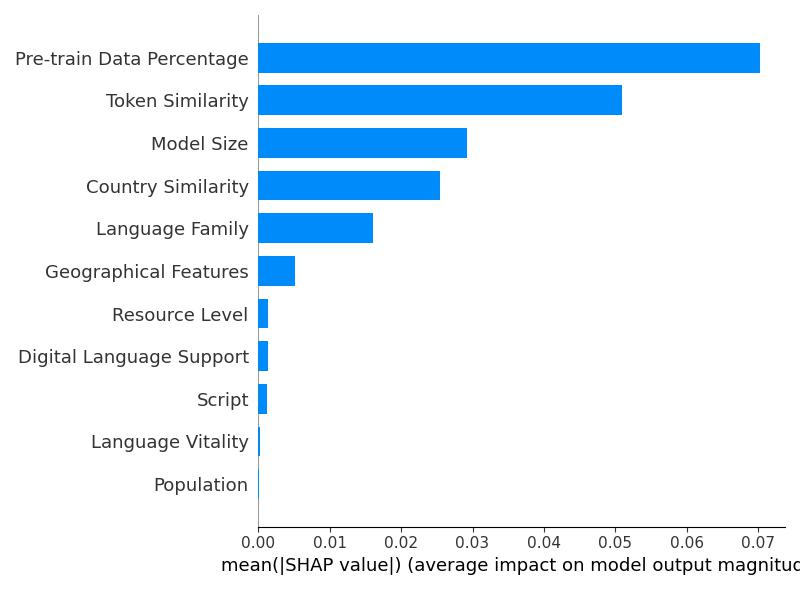 Pre-train Data Percentage
Token Similarity
Model Size
Country Similarity
Language Family
Geographical Features
Resource Level
Digital Language Support
Script
Language Vitality
Population
0.00 0.01 0.02 0.03 0.04 0.05 0.06 0.07
mean(|SHAP value|) (average impact on model output